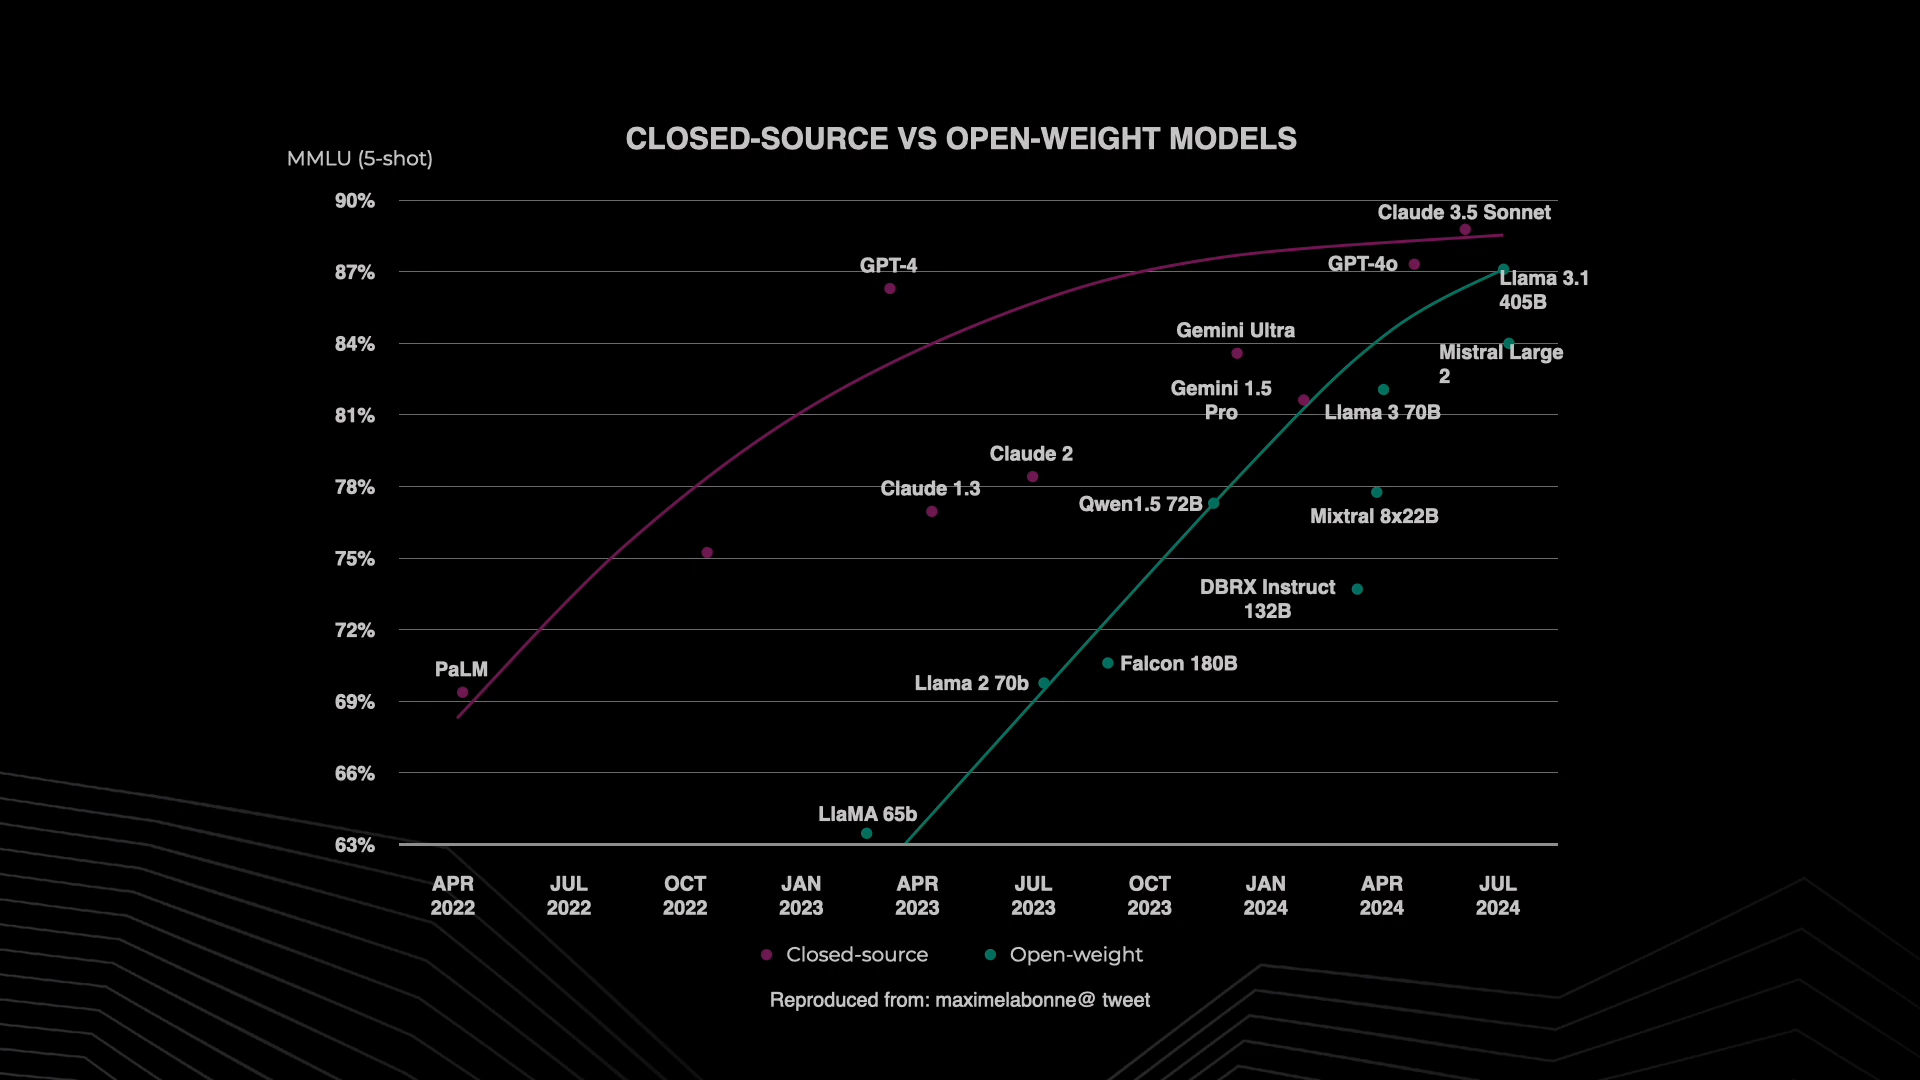 CLOSED-SOURCE VS OPEN-WEIGHT MODELS
MMLU (5-shot)
90%
87%
84%
81%
78%
75%
72%
69%
66%
63%
Claude 3.5 Sonnet
GPT-4
GPT-4o
Llama 3.1
405B
Gemini Ultra
Mistral Large
2
Gemini 1.5
Pro
Llama 3 70B
Claude 2
Claude 1.3
Qwen1.5 72B
Mixtral 8x22B
DBRX Instruct
132B
PaLM
Falcon 180B
Llama 2 70b
LlaMA 65b
APR
2022
JUL
2022
OCT
2022
JAN
2023
APR
2023
JUL
2023
OCT
2023
JAN
2024
APR
2024
JUL
2024
Closed-source
Open-weight
Reproduced from: maximelabonne@ tweet